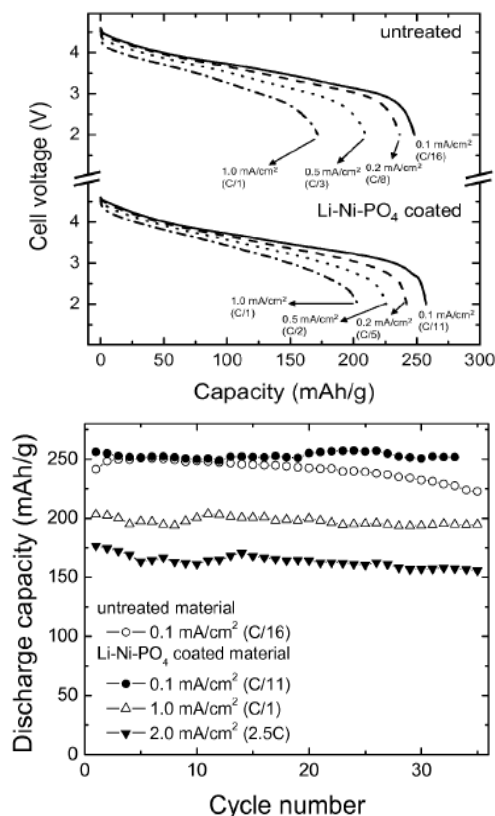 untreated
4
3
2
1.0 mA/cm² (C/1)
0.5 mA/cm² (C/3)
0.2 mA/cm² (C/8)
0.1 mA/cm² (C/16)
Cell voltage (V)
Li-Ni-PO₄ coated
4
3
2
1.0 mA/cm² (C/1)
0.5 mA/cm² (C/2)
0.2 mA/cm² (C/5)
0.1 mA/cm² (C/11)
0 50 100 150 200 250 300
Capacity (mAh/g)
Discharge capacity (mAh/g)
250
200
150
100
50
0
untreated material
0.1 mA/cm² (C/16)
Li-Ni-PO₄ coated material
0.1 mA/cm² (C/11)
1.0 mA/cm² (C/1)
2.0 mA/cm² (2.5C)
0 10 20 30
Cycle number